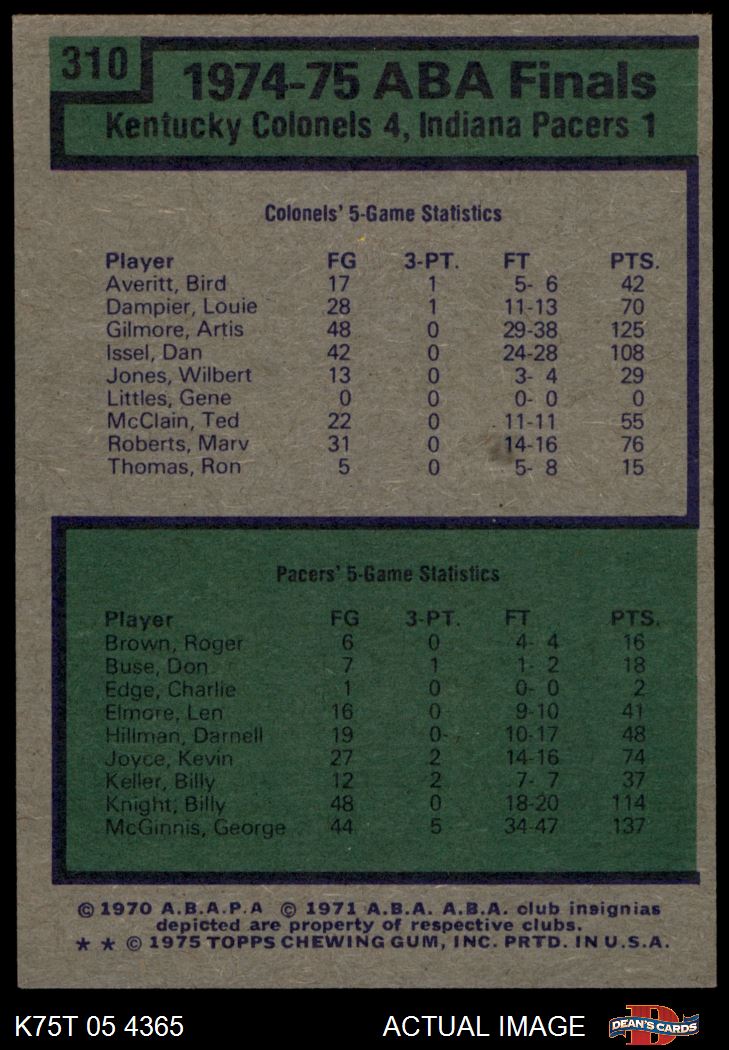 310
1974-75 ABA Finals
Kentucky Colonels 4, Indiana Pacers 1
Colonels' 5-Game Statistics
Player FG 3-PT. FT PTS.
Averitt, Bird 17 1 5- 6 42
Dampier, Louie 28 1 11-13 70
Gilmore, Artis 48 0 29-38 125
Issel, Dan 42 0 24-28 108
Jones, Wilbert 13 0 3- 4 29
Littles, Gene 0 0 0- 0 0
McClain, Ted 22 0 11-11 55
Roberts, Marv 31 0 14-16 76
Thomas, Ron 5 0 5- 8 15
Pacers' 5-Game Statistics
Player FG 3-PT. FT PTS.
Brown, Roger 6 0 4- 4 16
Buse, Don 7 1 1- 2 18
Edge, Charlie 1 0 0- 0 2
Elmore, Len 16 0 9-10 41
Hillman, Darnell 19 0 10-17 48
Joyce, Kevin 27 2 14-16 74
Keller, Billy 12 2 7- 7 37
Knight, Billy 48 0 18-20 114
McGinnis, George 44 5 34-47 137
© 1970 A.B.A.P.A © 1971 A.B.A. A.B.A. club insignias
depicted are property of respective clubs.
* * © 1975 TOPPS CHEWING GUM, INC. PRTD. IN U.S.A.
K75T 05 4365 ACTUAL IMAGE
D
DEAN'S CARDS